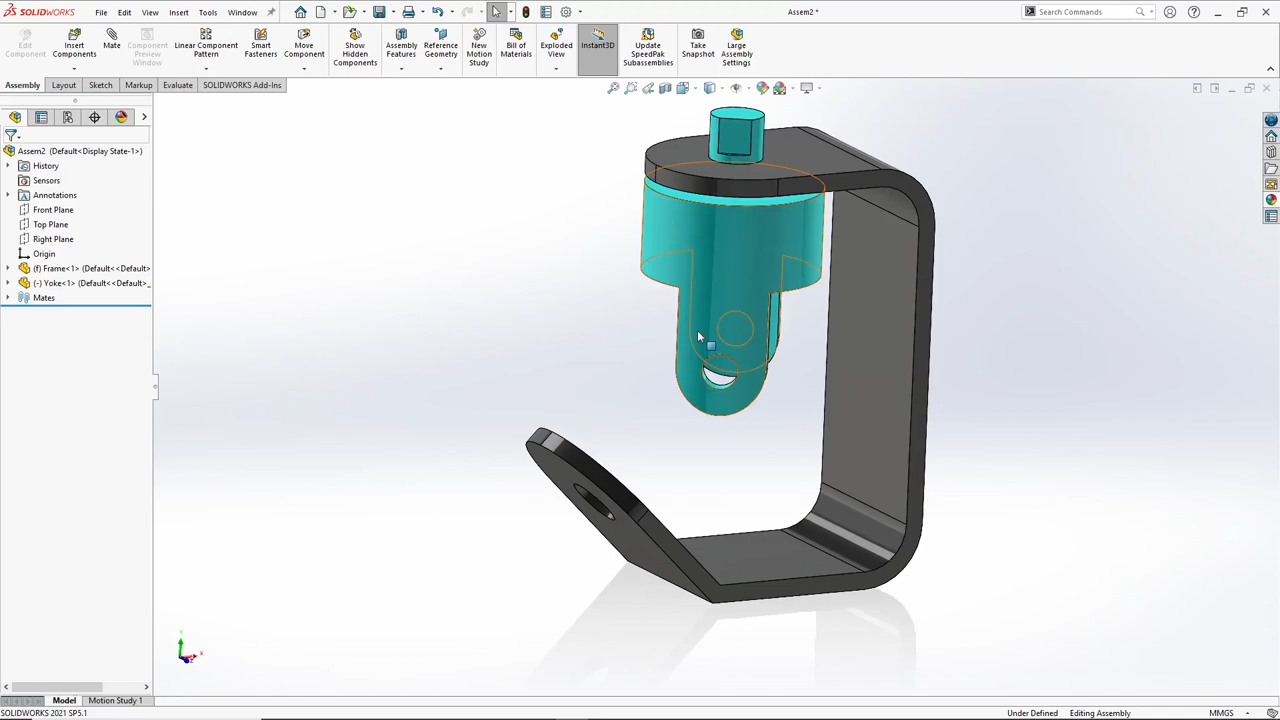 SOLIDWORKS File Edit View Insert Tools Window Assem2 * Search Commands
Edit Component
Insert Components
Mate
Component Preview Window
Linear Component Pattern
Smart Fasteners
Move Component
Show Hidden Components
Assembly Features
Reference Geometry
New Motion Study
Bill of Materials
Exploded View
Instant3D
Update SpeedPak Subassemblies
Take Snapshot
Large Assembly Settings
Assembly Layout Sketch Markup Evaluate SOLIDWORKS Add-Ins
Assem2 (Default<Display State-1>)
History
Sensors
Annotations
Front Plane
Top Plane
Right Plane
Origin
(f) Frame<1> (Default<<Default>
(-) Yoke<1> (Default<<Default>_
Mates
Model Motion Study 1
SOLIDWORKS 2021 SP5.1 Under Defined Editing Assembly MMGS